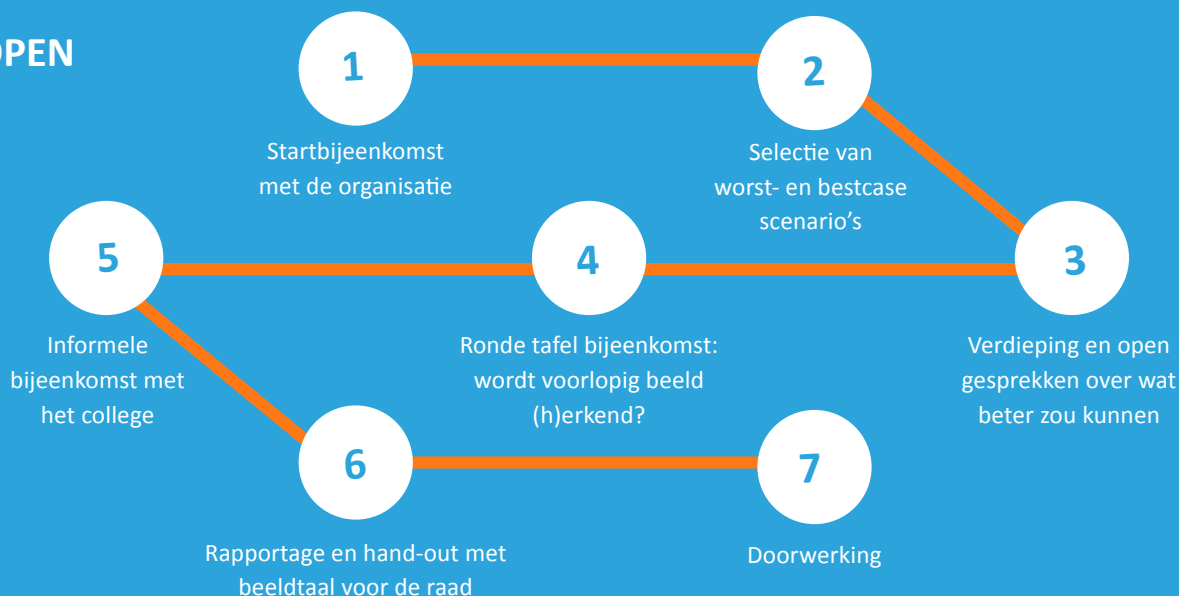 1
Startbijeenkomst
met de organisatie
2
Selectie van
worst- en bestcase
scenario’s
3
Verdieping en open
gesprekken over wat
beter zou kunnen
4
Ronde tafel bijeenkomst:
wordt voorlopig beeld
(h)erkend?
5
Informele
bijeenkomst met
het college
6
Rapportage en hand-out met
beeldtaal voor de raad
7
Doorwerking